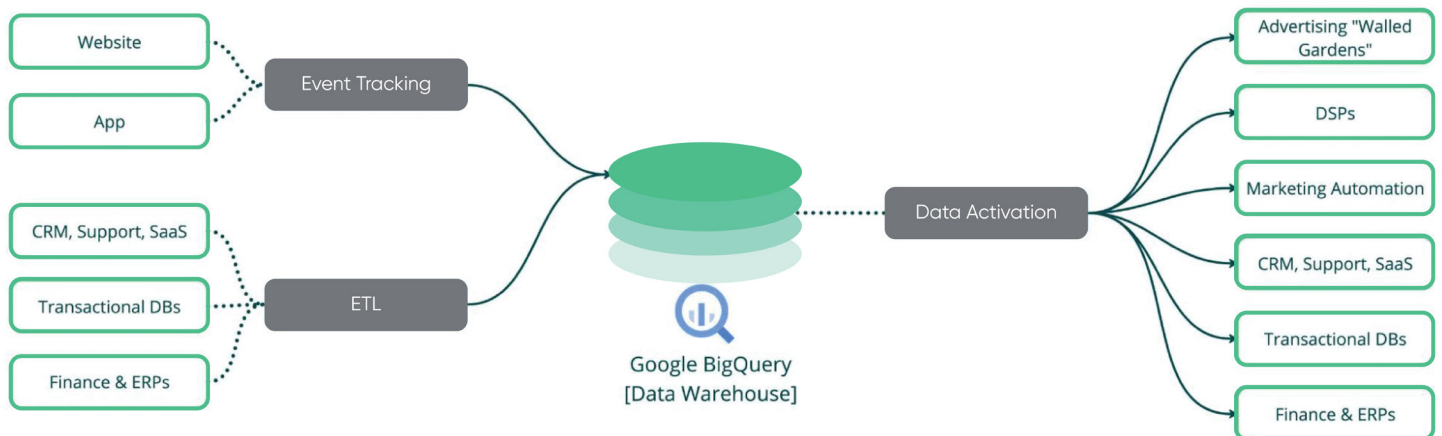 Website
App
Event Tracking
CRM, Support, SaaS
Transactional DBs
Finance & ERPs
ETL
Google BigQuery
[Data Warehouse]
Data Activation
Advertising "Walled
Gardens"
DSPs
Marketing Automation
CRM, Support, SaaS
Transactional DBs
Finance & ERPs